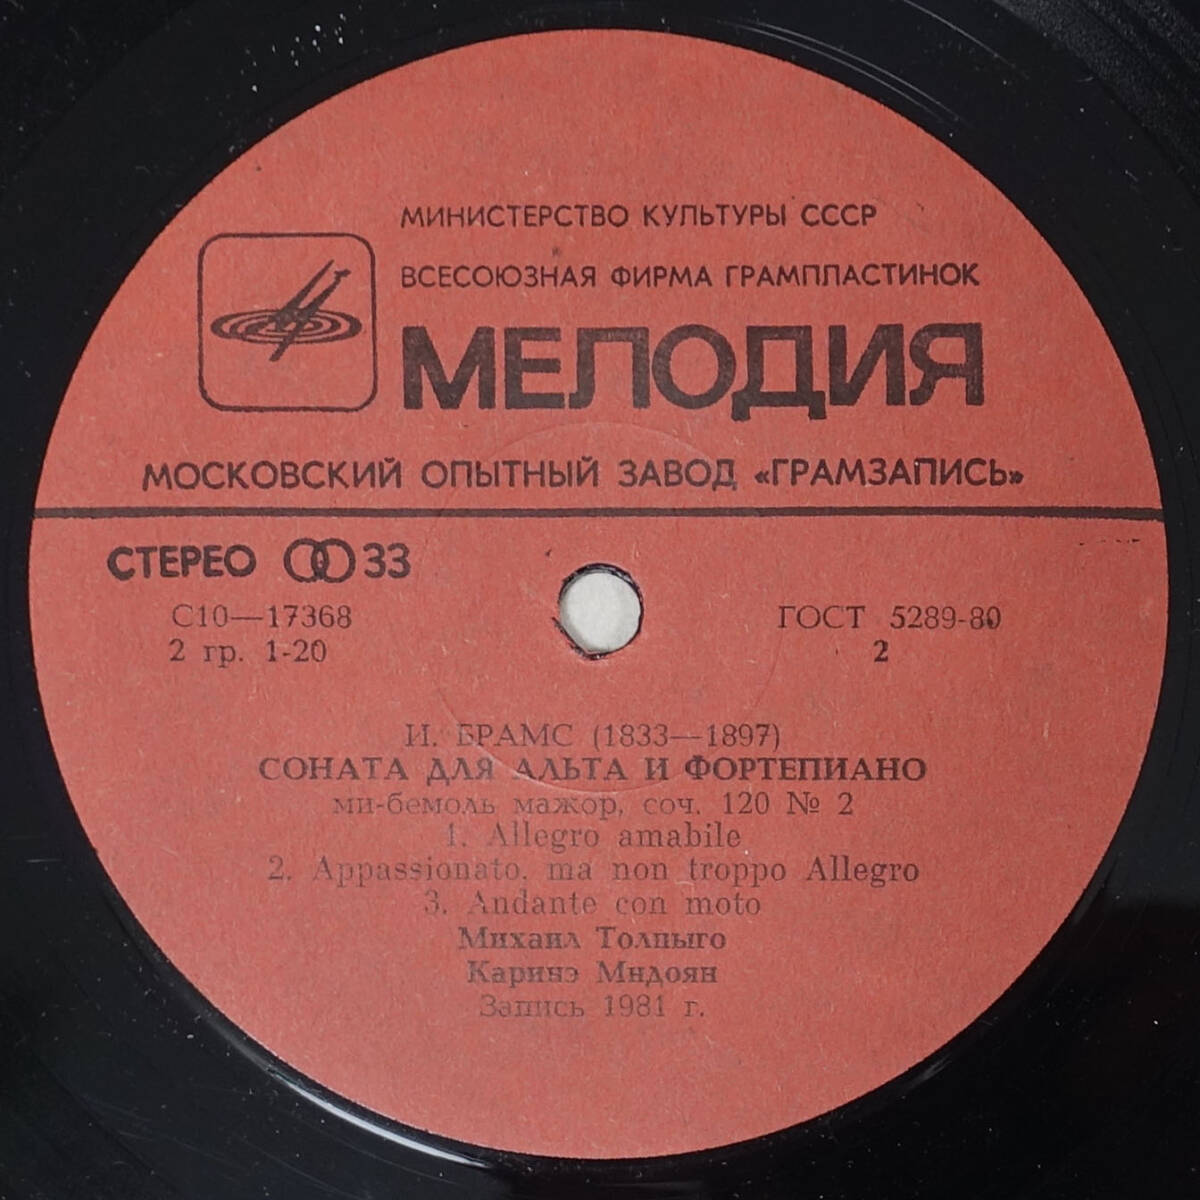 МИНИСТЕРСТВО КУЛЬТУРЫ СССР
ВСЕСОЮЗНАЯ ФИРМА ГРАМПЛАСТИНОК
МЕЛОДИЯ
МОСКОВСКИЙ ОПЫТНЫЙ ЗАВОД «ГРАМЗАПИСЬ»
СТЕРЕО 33
С10—17368 ГОСТ 5289-80
2 гр. 1-20 2
И. БРАМС (1833—1897)
СОНАТА ДЛЯ АЛЬТА И ФОРТЕПИАНО
ми-бемоль мажор, соч. 120 № 2
1. Allegro amabile
2. Appassionato, ma non troppo Allegro
3. Andante con moto
Михаил Толпыго
Каринэ Мндоян
Запись 1981 г.